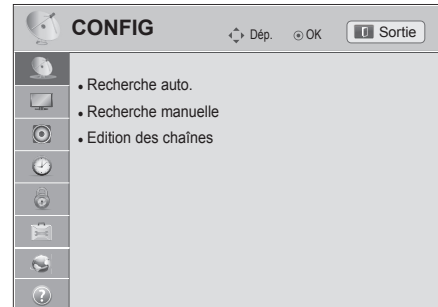 CONFIG Dép. OK Sortie
• Recherche auto.
• Recherche manuelle
• Edition des chaînes